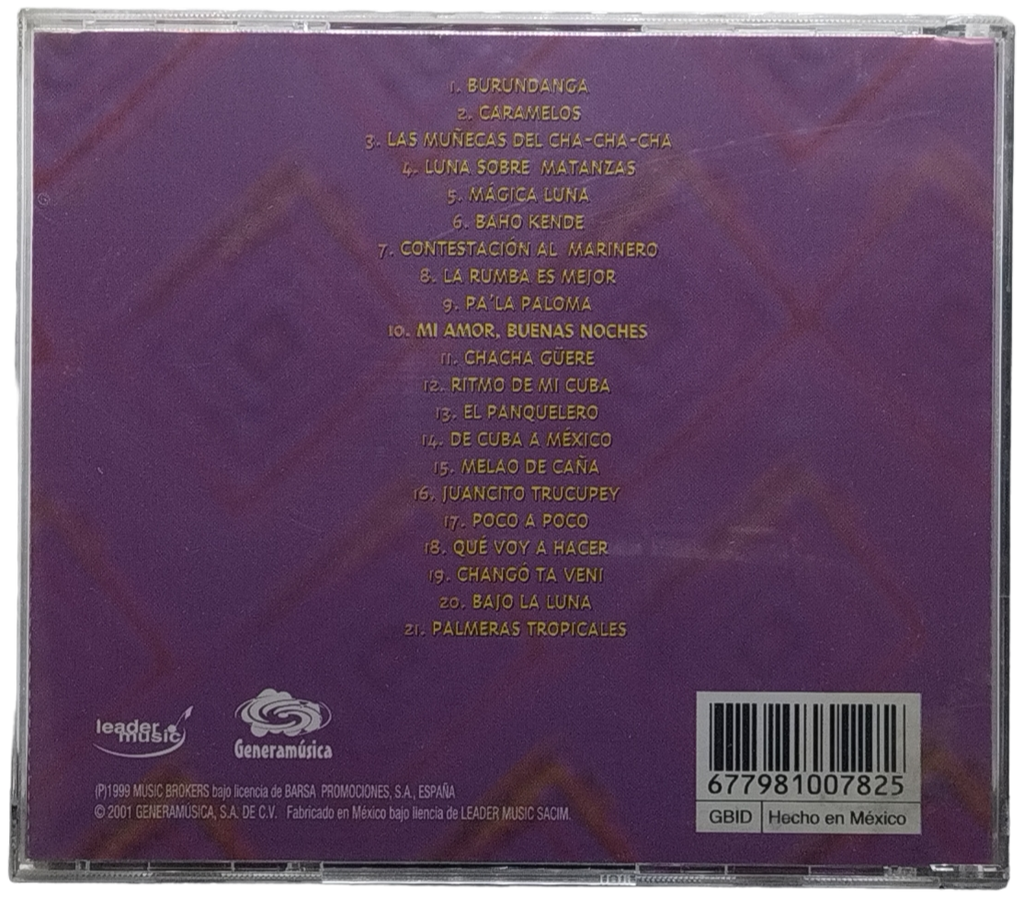 1. BURUNDANGA
2. CARAMELOS
3. LAS MUÑECAS DEL CHA-CHA-CHA
4. LUNA SOBRE MATANZAS
5. MÁGICA LUNA
6. BAHO KENDE
7. CONTESTACIÓN AL MARINERO
8. LA RUMBA ES MEJOR
9. PA'LA PALOMA
10. MI AMOR, BUENAS NOCHES
11. CHACHA GÜERE
12. RITMO DE MI CUBA
13. EL PANQUELERO
14. DE CUBA A MÉXICO
15. MELAO DE CAÑA
16. JUANCITO TRUCUPEY
17. POCO A POCO
18. QUÉ VOY A HACER
19. CHANGÓ TA VENI
20. BAJO LA LUNA
21. PALMERAS TROPICALES
leader music
Generamúsica
(P)1999 MUSIC BROKERS bajo licencia de BARSA PROMOCIONES, S.A., ESPAÑA
© 2001 GENERAMÚSICA, S.A. DE C.V. Fabricado en México bajo liencia de LEADER MUSIC SACIM.
677981007825
GBID Hecho en México